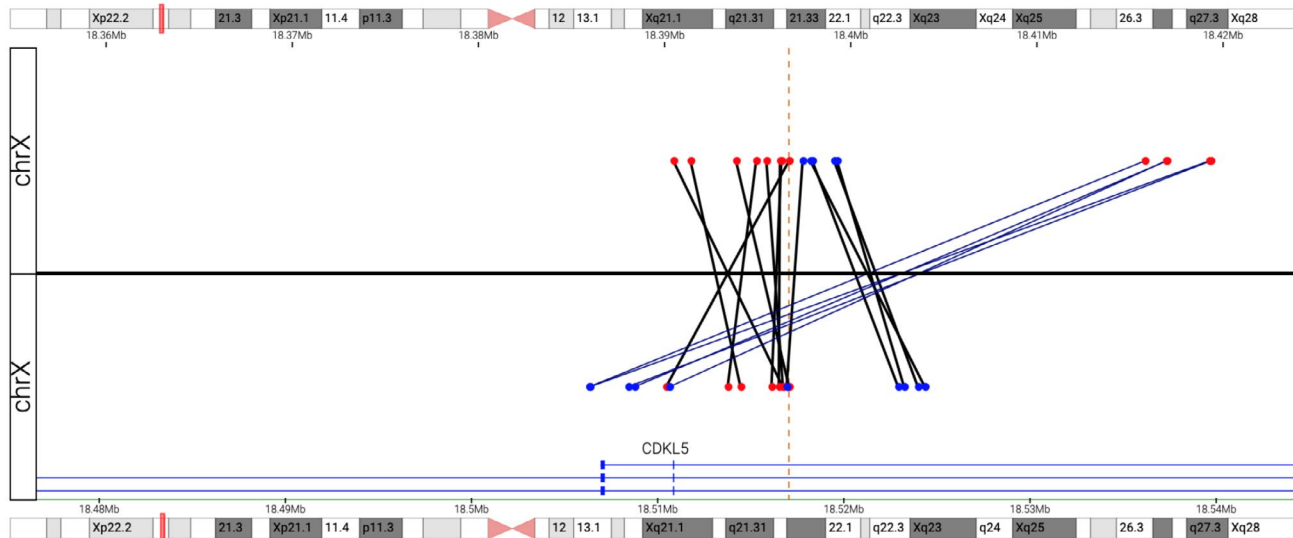 Xp22.2 21.3 Xp21.1 11.4 p11.3 12 13.1 Xq21.1 q21.31 21.33 22.1 q22.3 Xq23 Xq24 Xq25 26.3 q27.3 Xq28
18.36Mb 18.37Mb 18.38Mb 18.39Mb 18.4Mb 18.41Mb 18.42Mb
chrX
chrX
CDKL5
18.48Mb 18.49Mb 18.5Mb 18.51Mb 18.52Mb 18.53Mb 18.54Mb
Xp22.2 21.3 Xp21.1 11.4 p11.3 12 13.1 Xq21.1 q21.31 21.33 22.1 q22.3 Xq23 q24 Xq25 26.3 q27.3 Xq28